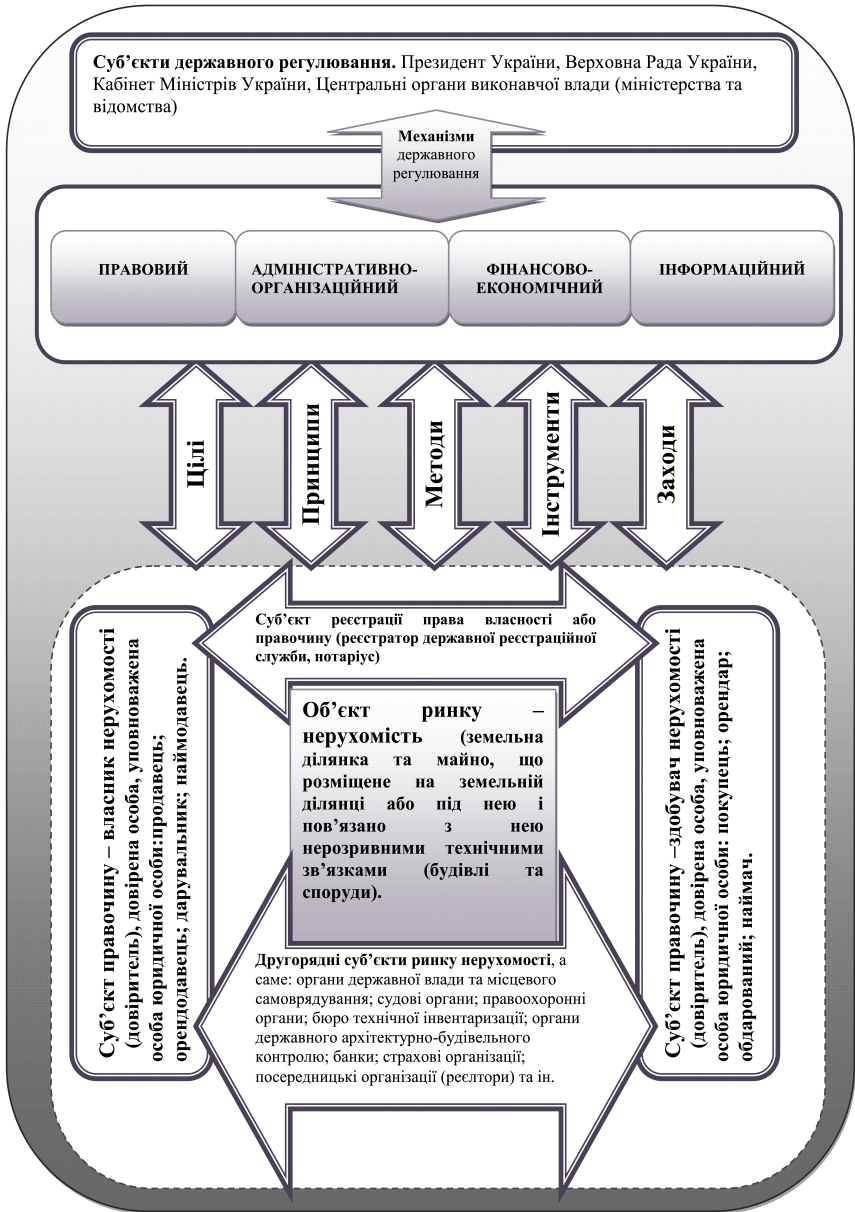 Суб’єкти державного регулювання. Президент України, Верховна Рада України,
Кабінет Міністрів України, Центральні органи виконавчої влади (міністерства та
відомства)
Механізми
державного
регулювання
ПРАВОВИЙ
АДМІНІСТРАТИВНО-
ОРГАНІЗАЦІЙНИЙ
ФІНАНСОВО-
ЕКОНОМІЧНИЙ
ІНФОРМАЦІЙНИЙ
Цілі
Принципи
Методи
Інструменти
Заходи
Суб’єкт правочину – власник нерухомості
(довіритель), довірена особа, уповноважена
особа юридичної особи:продавець;
орендодавець; дарувальник; наймодавець.
Суб’єкт реєстрації права власності або
правочину (реєстратор державної реєстраційної
служби, нотаріус)
Об’єкт ринку –
нерухомість (земельна
ділянка та майно, що
розміщене на земельній
ділянці або під нею і
пов’язано з нею
нерозривними технічними
зв’язками (будівлі та
споруди).
Другорядні суб’єкти ринку нерухомості, а
саме: органи державної влади та місцевого
самоврядування; судові органи; правоохоронні
органи; бюро технічної інвентаризації; органи
державного архітектурно-будівельного
контролю; банки; страхові організації;
посередницькі організації (реєлтори) та ін.
Суб’єкт правочину –здобувач нерухомості
(довіритель), довірена особа, уповноважена
особа юридичної особи: покупець; орендар;
обдарований; наймач.